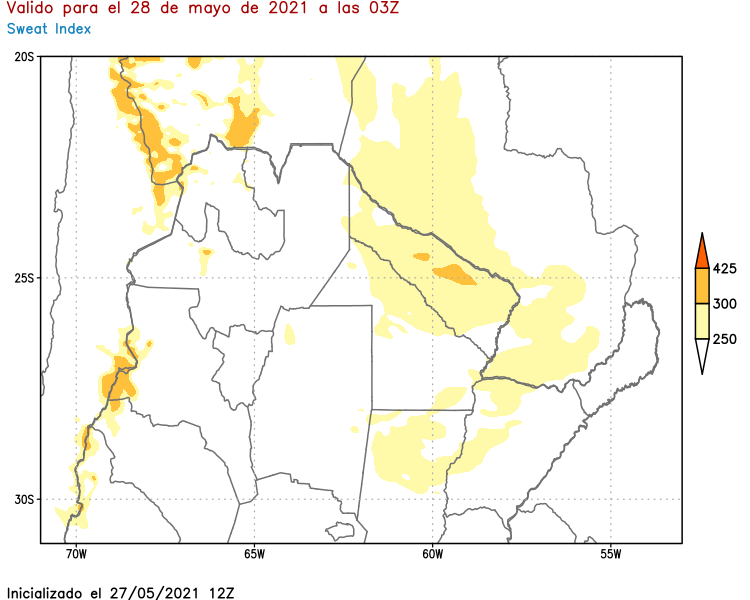 Valido para el 28 de mayo de 2021 a las 03Z
Sweat Index
20S
25S
30S
70W 65W 60W 55W
425
300
250
Inicializado el 27/05/2021 12Z